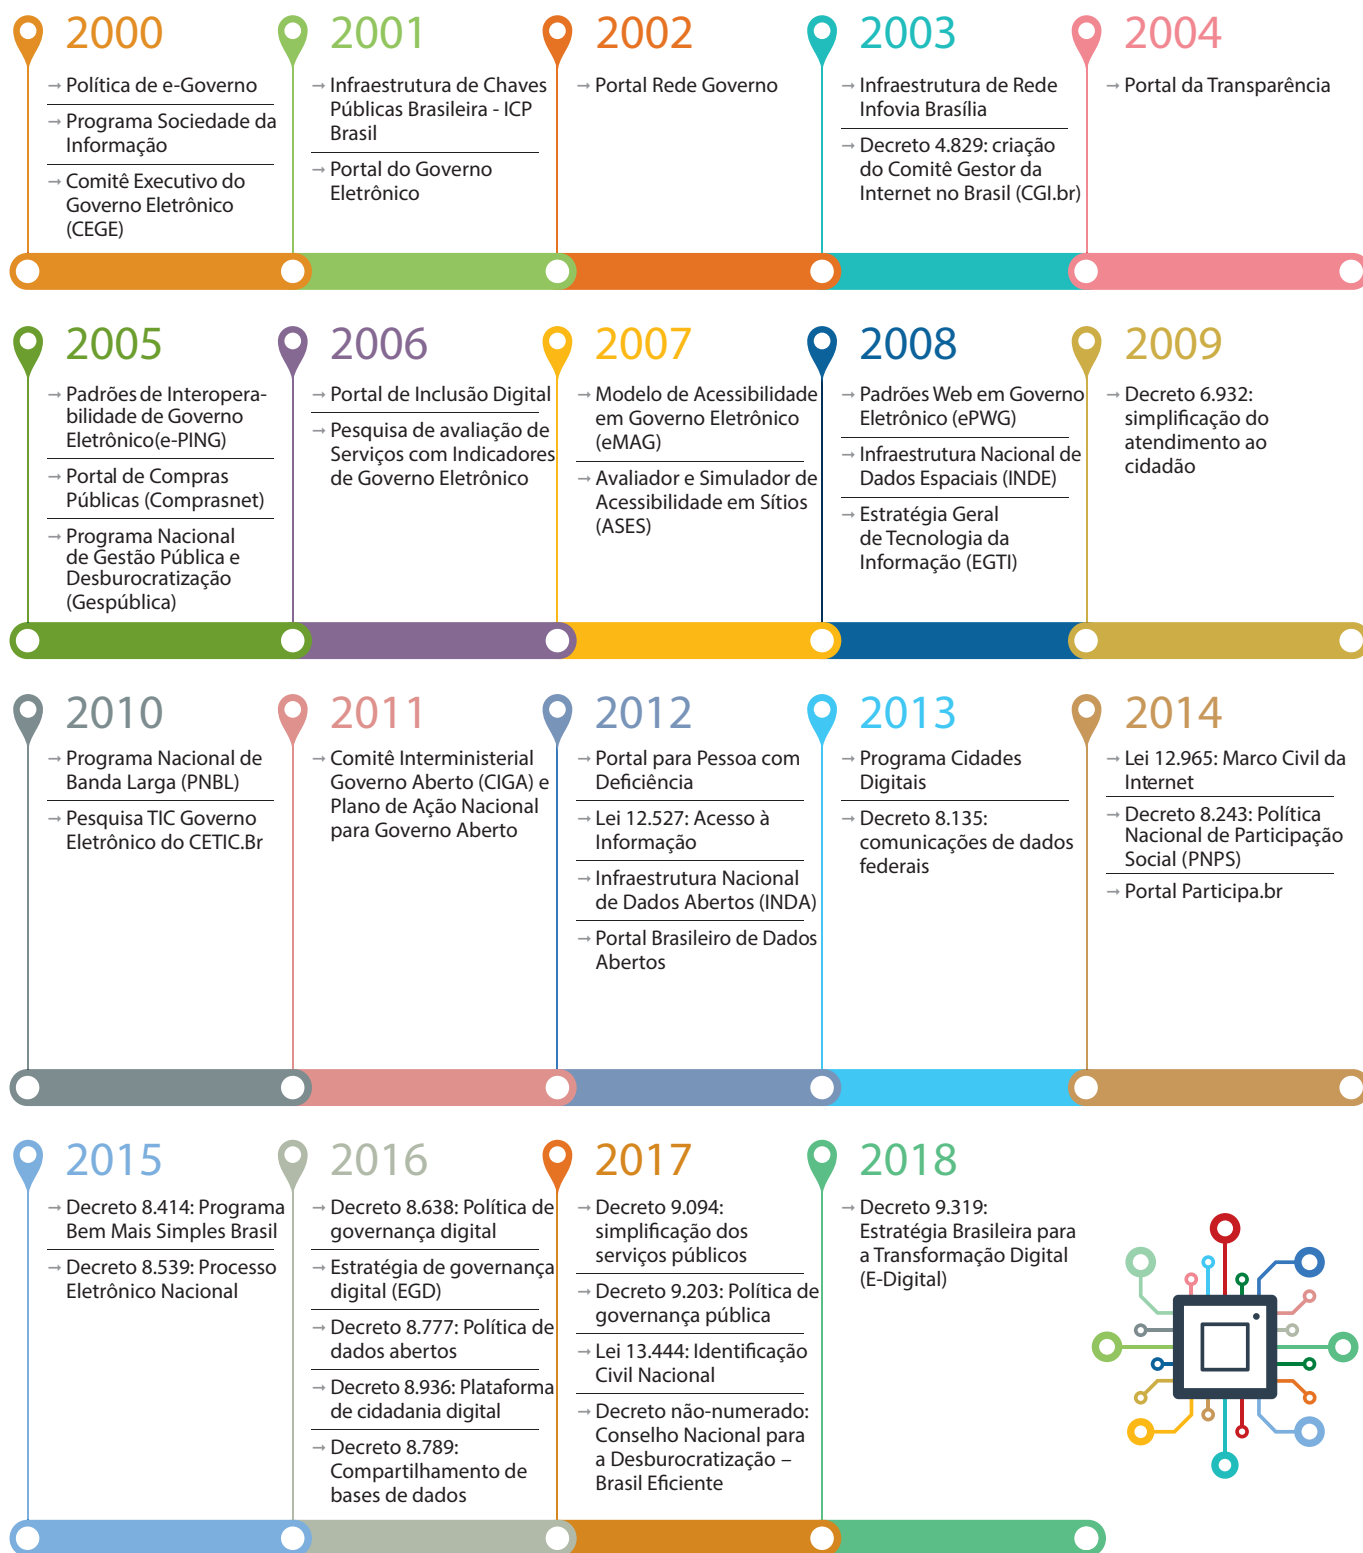 2000
→ Política de e-Governo
→ Programa Sociedade da
Informação
→ Comitê Executivo do
Governo Eletrônico
(CEGE)
2001
→ Infraestrutura de Chaves
Públicas Brasileira - ICP
Brasil
→ Portal do Governo
Eletrônico
2002
→ Portal Rede Governo
2003
→ Infraestrutura de Rede
Infovia Brasília
→ Decreto 4.829: criação
do Comitê Gestor da
Internet no Brasil (CGI.br)
2004
→ Portal da Transparência
2005
→ Padrões de Interopera-
bilidade de Governo
Eletrônico(e-PING)
→ Portal de Compras
Públicas (Comprasnet)
→ Programa Nacional
de Gestão Pública e
Desburocratização
(Gespública)
2006
→ Portal de Inclusão Digital
→ Pesquisa de avaliação de
Serviços com Indicadores
de Governo Eletrônico
2007
→ Modelo de Acessibilidade
em Governo Eletrônico
(eMAG)
→ Avaliador e Simulador de
Acessibilidade em Sítios
(ASES)
2008
→ Padrões Web em Governo
Eletrônico (ePWG)
→ Infraestrutura Nacional de
Dados Espaciais (INDE)
→ Estratégia Geral
de Tecnologia da
Informação (EGTI)
2009
→ Decreto 6.932:
simplificação do
atendimento ao
cidadão
2010
→ Programa Nacional de
Banda Larga (PNBL)
→ Pesquisa TIC Governo
Eletrônico do CETIC.Br
2011
→ Comitê Interministerial
Governo Aberto (CIGA) e
Plano de Ação Nacional
para Governo Aberto
2012
→ Portal para Pessoa com
Deficiência
→ Lei 12.527: Acesso à
Informação
→ Infraestrutura Nacional
de Dados Abertos (INDA)
→ Portal Brasileiro de Dados
Abertos
2013
→ Programa Cidades
Digitais
→ Decreto 8.135:
comunicações de dados
federais
2014
→ Lei 12.965: Marco Civil da
Internet
→ Decreto 8.243: Política
Nacional de Participação
Social (PNPS)
→ Portal Participa.br
2015
→ Decreto 8.414: Programa
Bem Mais Simples Brasil
→ Decreto 8.539: Processo
Eletrônico Nacional
2016
→ Decreto 8.638: Política de
governança digital
→ Estratégia de governança
digital (EGD)
→ Decreto 8.777: Política de
dados abertos
→ Decreto 8.936: Plataforma
de cidadania digital
→ Decreto 8.789:
Compartilhamento de
bases de dados
2017
→ Decreto 9.094:
simplificação dos
serviços públicos
→ Decreto 9.203: Política de
governança pública
→ Lei 13.444: Identificação
Civil Nacional
→ Decreto não-numerado:
Conselho Nacional para
a Desburocratização –
Brasil Eficiente
2018
→ Decreto 9.319:
Estratégia Brasileira para
a Transformação Digital
(E-Digital)